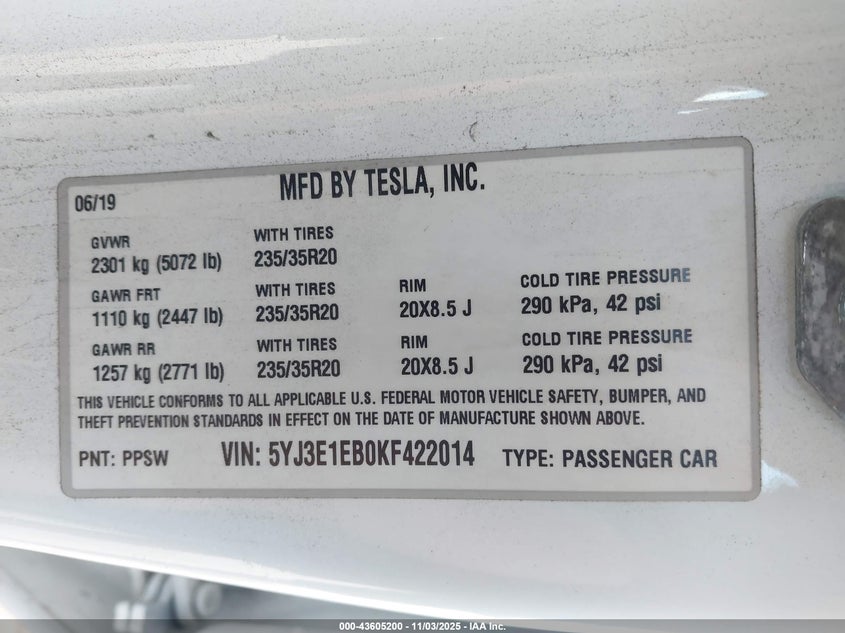 MFD BY TESLA, INC.
06/19
GVWR WITH TIRES
2301 kg (5072 lb) 235/35R20
GAWR FRT WITH TIRES RIM COLD TIRE PRESSURE
1110 kg (2447 lb) 235/35R20 20X8.5 J 290 kPa, 42 psi
GAWR RR WITH TIRES RIM COLD TIRE PRESSURE
1257 kg (2771 lb) 235/35R20 20X8.5 J 290 kPa, 42 psi
THIS VEHICLE CONFORMS TO ALL APPLICABLE U.S. FEDERAL MOTOR VEHICLE SAFETY, BUMPER, AND
THEFT PREVENTION STANDARDS IN EFFECT ON THE DATE OF MANUFACTURE SHOWN ABOVE.
PNT: PPSW VIN: 5YJ3E1EB0KF422014 TYPE: PASSENGER CAR
000-43605200 - 11/03/2025 - IAA Inc.